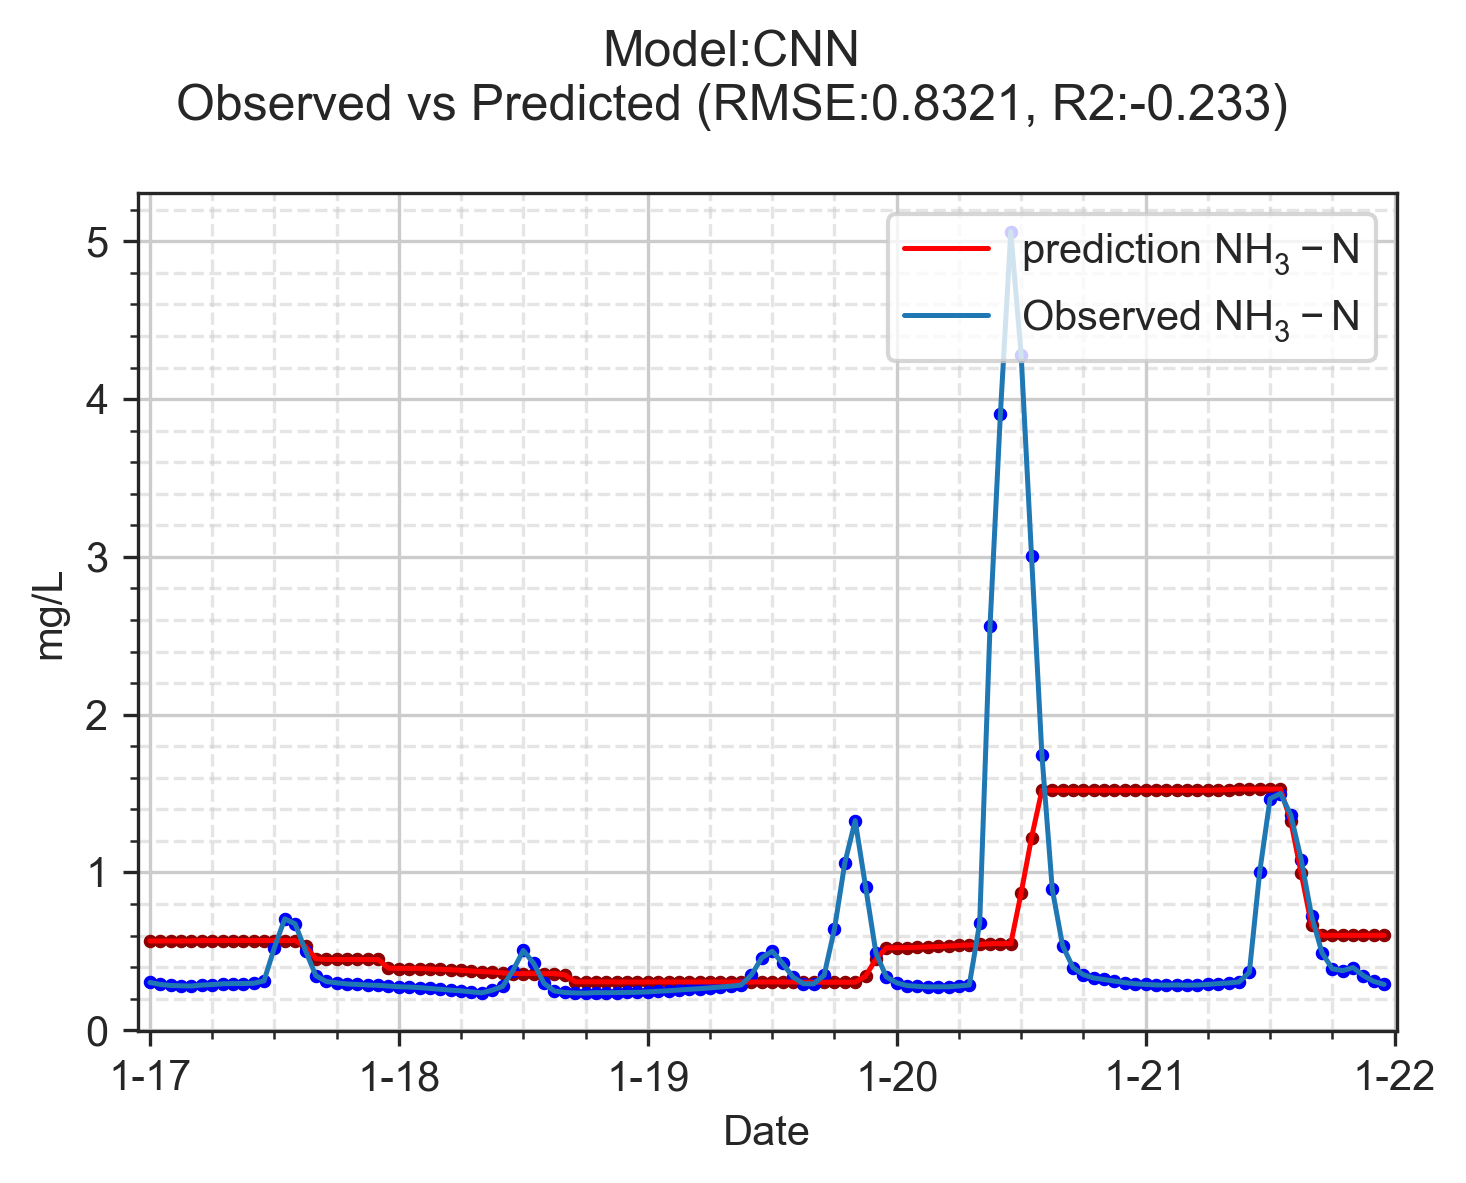 Model:CNN
Observed vs Predicted (RMSE:0.8321, R2:-0.233)
prediction NH₃ − N
Observed NH₃ − N
5
4
3
2
1
0
mg/L
1-17 1-18 1-19 1-20 1-21 1-22
Date